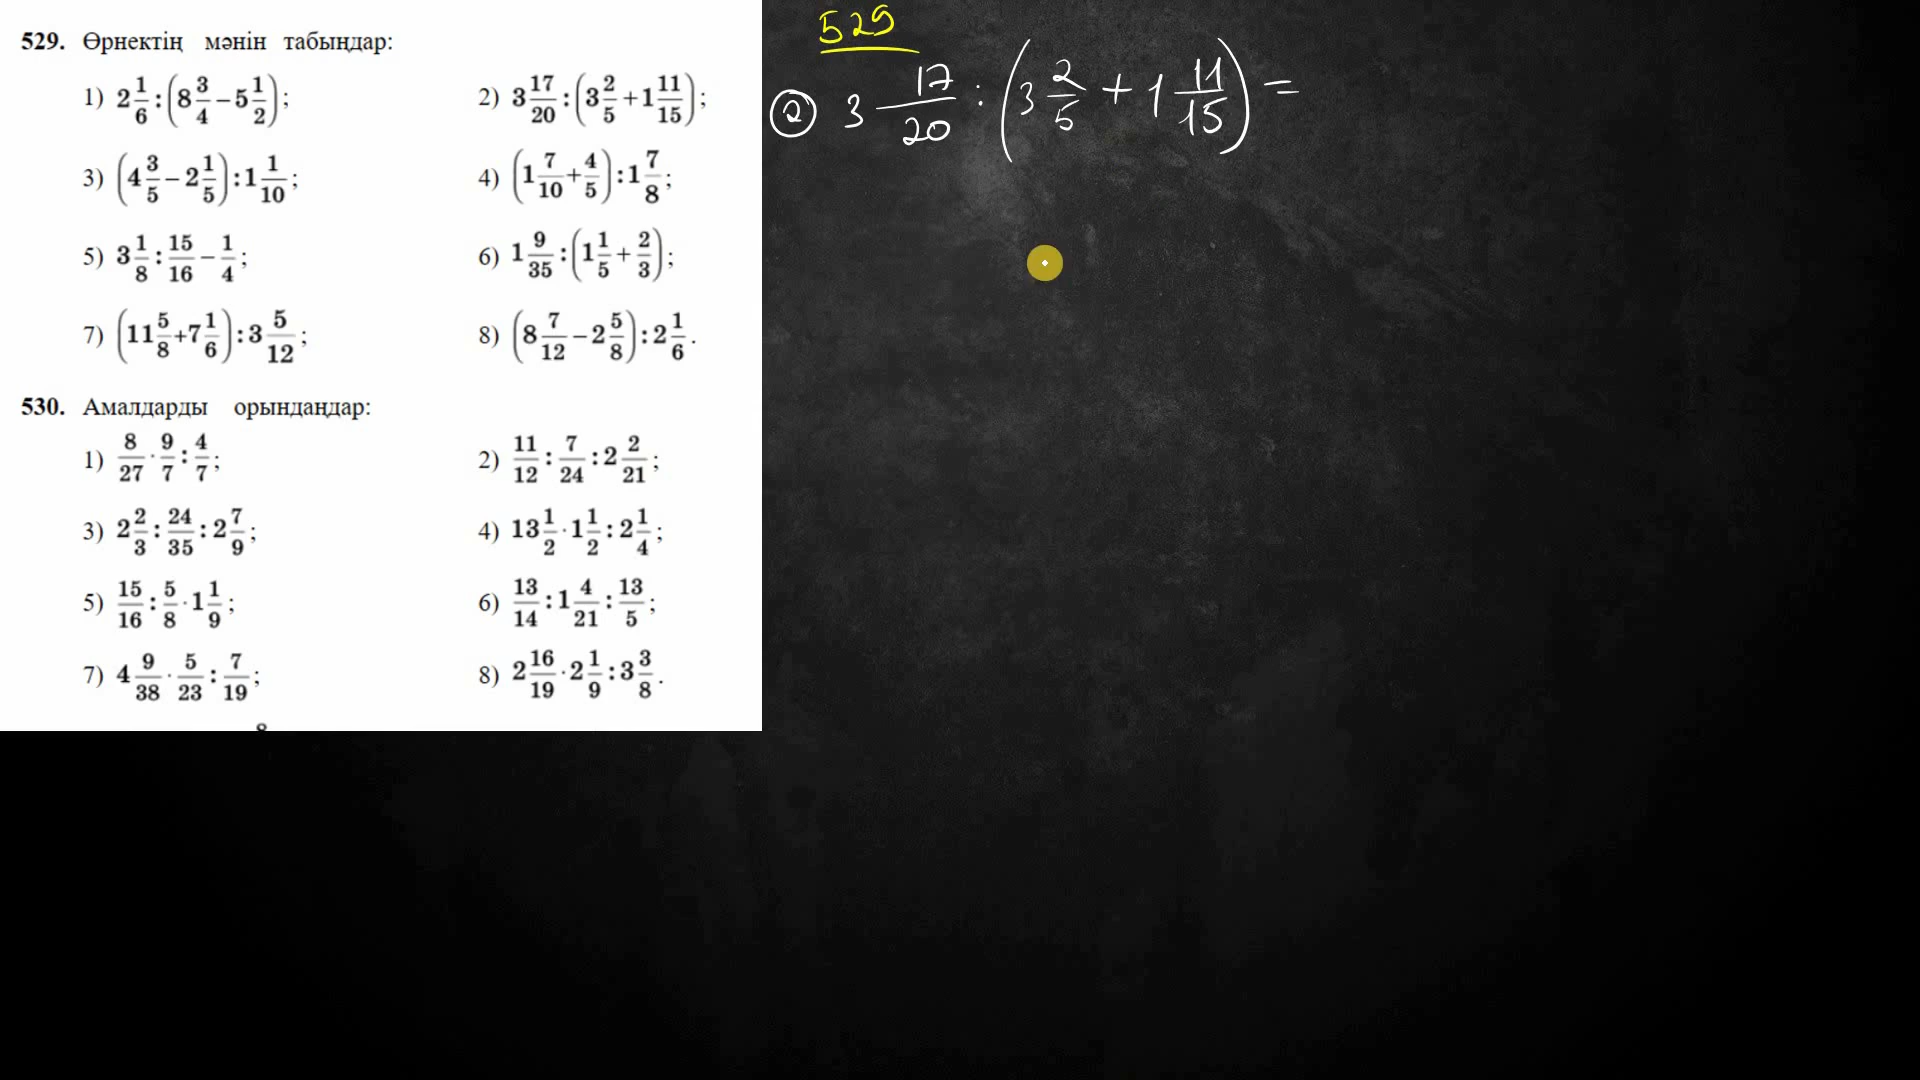 529. Өрнектің мәнін табыңдар:
1) 2 1/6 : (8 3/4 − 5 1/2); 2) 3 17/20 : (3 2/5 + 1 11/15);
3) (4 3/5 − 2 1/5) : 1 1/10; 4) (1 7/10 + 4/5) : 1 7/8;
5) 3 1/8 : 15/16 − 1/4; 6) 1 9/35 : (1 1/5 + 2/3);
7) (11 5/8 + 7 1/6) : 3 5/12; 8) (8 7/12 − 2 5/8) : 2 1/6.
530. Амалдарды орындаңдар:
1) 8/27 · 9/7 : 4/7; 2) 11/12 : 7/24 : 2 2/21;
3) 2 2/3 : 24/35 : 2 7/9; 4) 13 1/2 · 1 1/2 : 2 1/4;
5) 15/16 : 5/8 · 1 1/9; 6) 13/14 : 1 4/21 : 13/5;
7) 4 9/38 · 5/23 : 7/19; 8) 2 16/19 · 2 1/9 : 3 3/8.
529
② 3 17/20 : (3 2/5 + 1 11/15) =